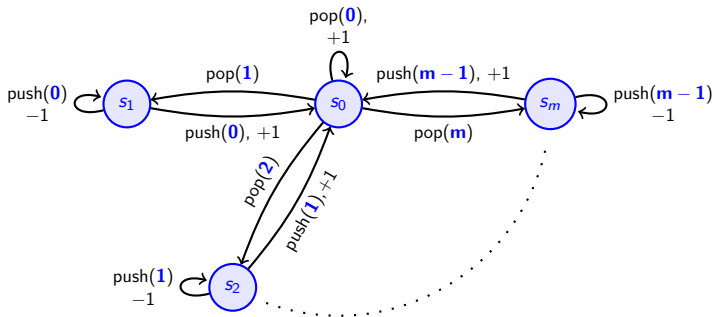 pop(0),
+1
pop(1)
push(m − 1), +1
push(0)
−1
s1
s0
sm
push(m − 1)
−1
push(0), +1
pop(m)
pop(2)
push(1),+1
push(1)
−1
s2